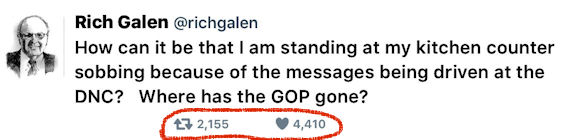 Rich Galen @richgalen
How can it be that I am standing at my kitchen counter
sobbing because of the messages being driven at the
DNC? Where has the GOP gone?
2,155 4,410